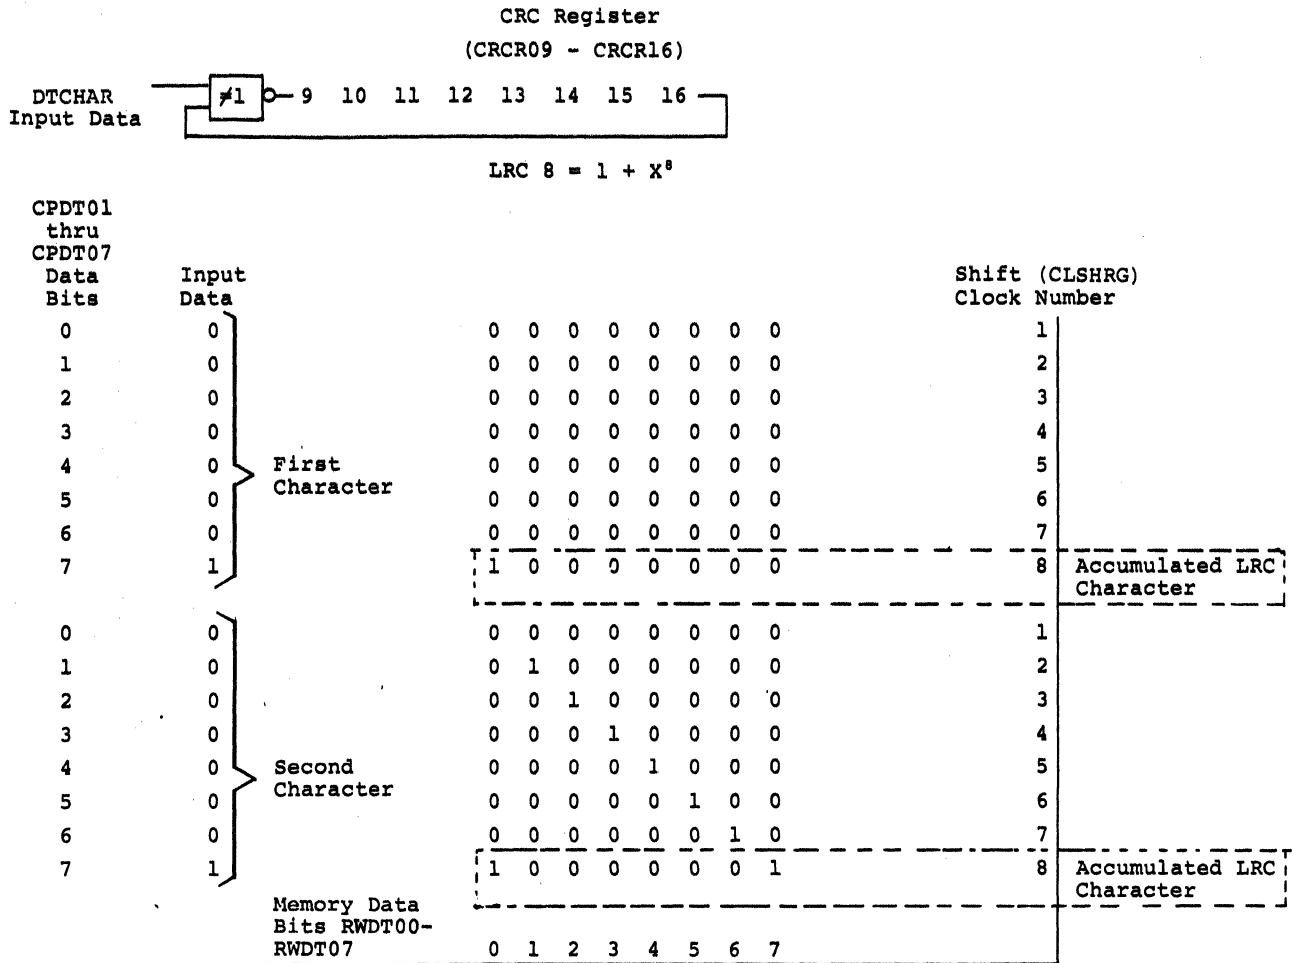 CRC Register
(CRCR09 - CRCR16)
DTCHAR
Input Data
≠1 9 10 11 12 13 14 15 16
LRC 8 = 1 + X⁸
CPDT01
thru
CPDT07
Data
Bits
Input
Data
Shift (CLSHRG)
Clock Number
0 0 0 0 0 0 0 0 0 0 1
1 0 0 0 0 0 0 0 0 0 2
2 0 0 0 0 0 0 0 0 0 3
3 0 0 0 0 0 0 0 0 0 4
4 0 First 0 0 0 0 0 0 0 0 5
Character
5 0 0 0 0 0 0 0 0 0 6
6 0 0 0 0 0 0 0 0 0 7
7 1 1 0 0 0 0 0 0 0 8 Accumulated LRC
Character
0 0 0 0 0 0 0 0 0 0 1
1 0 0 1 0 0 0 0 0 0 2
2 0 0 0 1 0 0 0 0 0 3
3 0 0 0 0 1 0 0 0 0 4
4 0 Second 0 0 0 0 1 0 0 0 5
Character
5 0 0 0 0 0 0 1 0 0 6
6 0 0 0 0 0 0 0 1 0 7
7 1 1 0 0 0 0 0 0 1 8 Accumulated LRC
Character
Memory Data
Bits RWDT00-
RWDT07 0 1 2 3 4 5 6 7